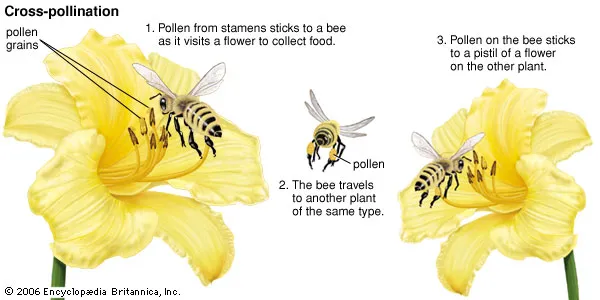 Cross-pollination
pollen
grains
1. Pollen from stamens sticks to a bee
as it visits a flower to collect food.
pollen
2. The bee travels
to another plant
of the same type.
3. Pollen on the bee sticks
to a pistil of a flower
on the other plant.
© 2006 Encyclopædia Britannica, Inc.